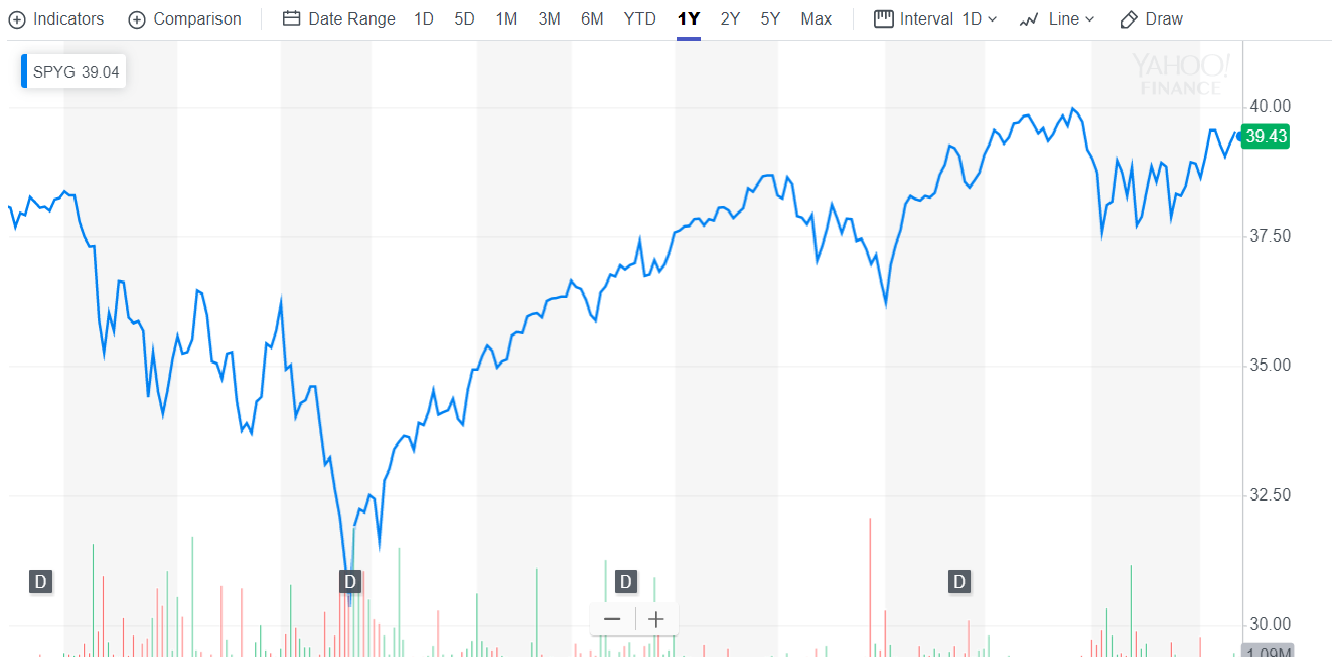 Indicators Comparison Date Range 1D 5D 1M 3M 6M YTD 1Y 2Y 5Y Max Interval 1D Line Draw
SPYG 39.04
YAHOO!
FINANCE
40.00
39.43
37.50
35.00
32.50
D D D D
30.00
1.09M